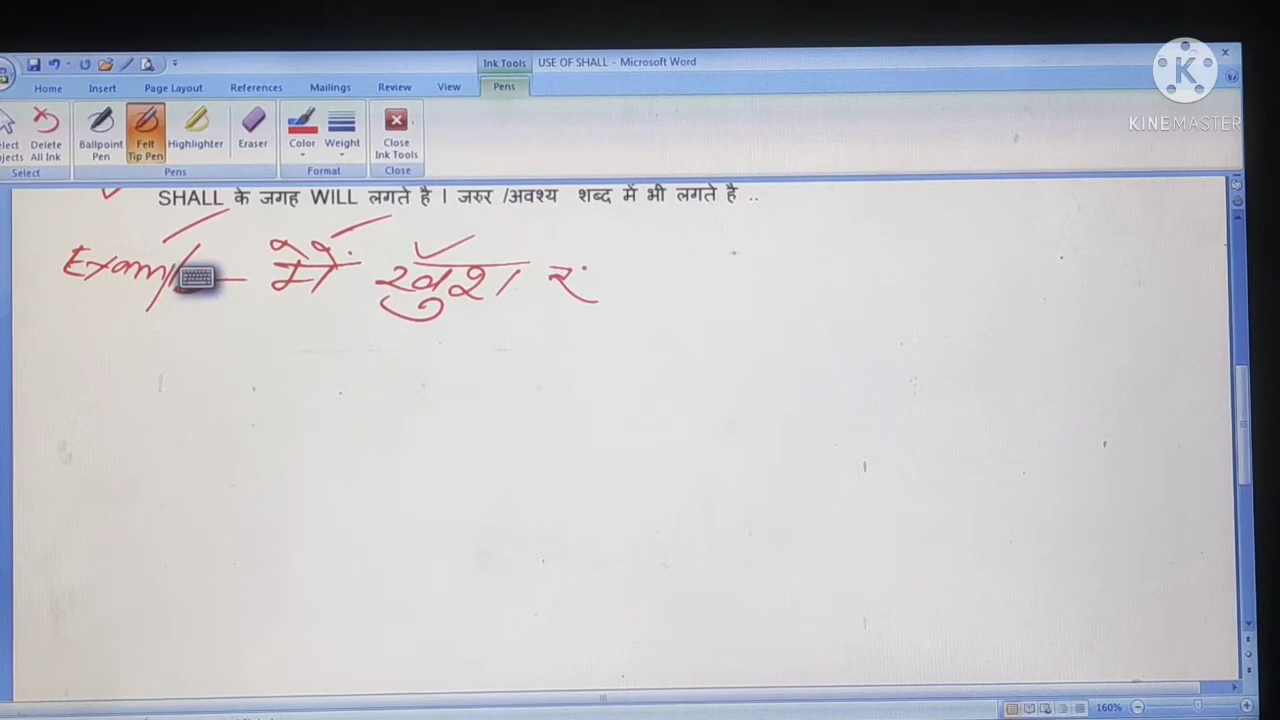 Ink Tools USE OF SHALL - Microsoft Word
Home Insert Page Layout References Mailings Review View Pens
KINEMASTER
Delete All Ink
Ballpoint Pen
Felt Tip Pen
Highlighter
Eraser
Color
Weight
Close Ink Tools
Select Pens Format Close
SHALL के जगह WILL लगते है । जरुर /अवश्य शब्द में भी लगते है ..
खुश
160%